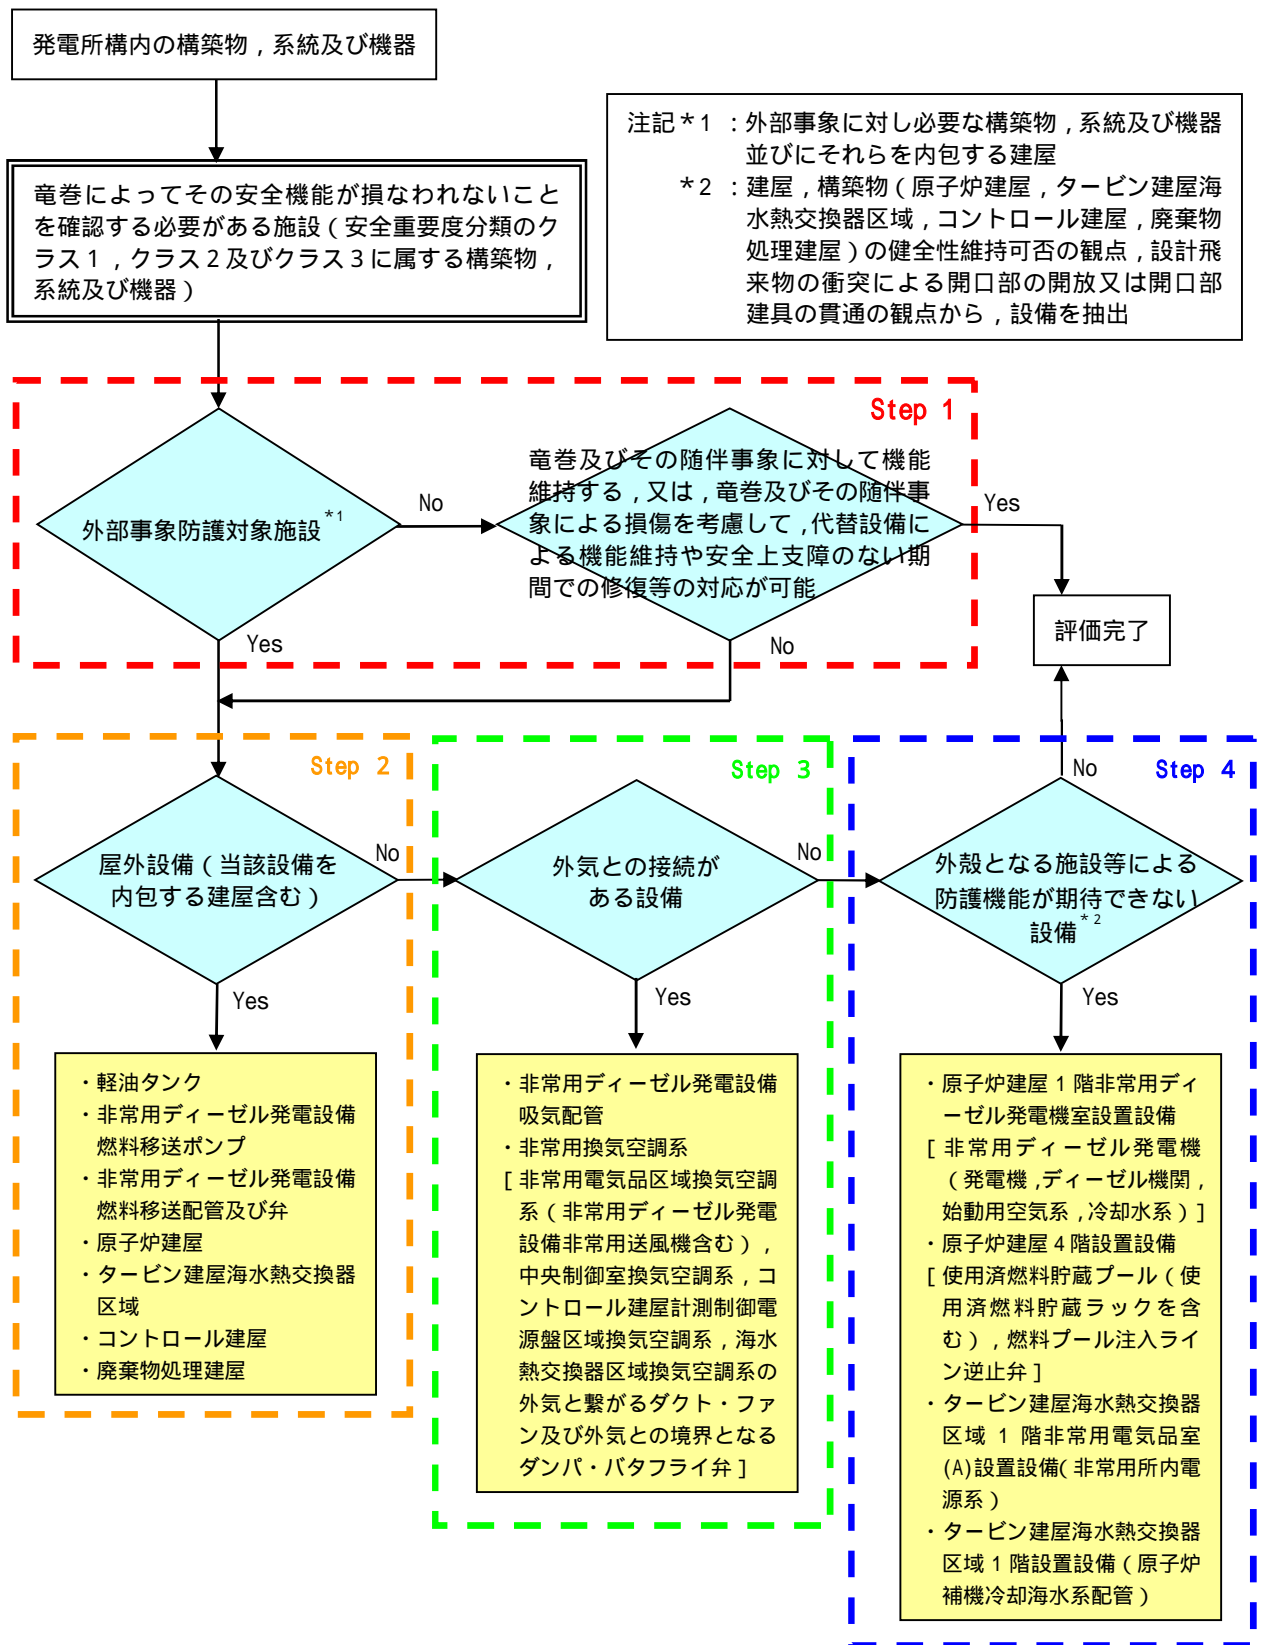 発電所構内の構築物，系統及び機器
注記＊1 ：外部事象に対し必要な構築物，系統及び機器
並びにそれらを内包する建屋
＊2 ：建屋，構築物（原子炉建屋，タービン建屋海
水熱交換器区域，コントロール建屋，廃棄物
処理建屋）の健全性維持可否の観点，設計飛
来物の衝突による開口部の開放又は開口部
建具の貫通の観点から，設備を抽出
竜巻によってその安全機能が損なわれないこと
を確認する必要がある施設（安全重要度分類のク
ラス1，クラス2及びクラス3に属する構築物，
系統及び機器）
Step 1
外部事象防護対象施設*1
No
竜巻及びその随伴事象に対して機能
維持する，又は，竜巻及びその随伴事
象による損傷を考慮して，代替設備に
よる機能維持や安全上支障のない期
間での修復等の対応が可能
Yes
評価完了
Yes
No
Step 2
屋外設備（当該設備を
内包する建屋含む）
No
Yes
・軽油タンク
・非常用ディーゼル発電設備
燃料移送ポンプ
・非常用ディーゼル発電設備
燃料移送配管及び弁
・原子炉建屋
・タービン建屋海水熱交換器
区域
・コントロール建屋
・廃棄物処理建屋
Step 3
外気との接続が
ある設備
No
Yes
・非常用ディーゼル発電設備
吸気配管
・非常用換気空調系
[非常用電気品区域換気空調
系（非常用ディーゼル発電
設備非常用送風機含む），
中央制御室換気空調系，コ
ントロール建屋計測制御電
源盤区域換気空調系，海水
熱交換器区域換気空調系の
外気と繋がるダクト・ファ
ン及び外気との境界となる
ダンパ・バタフライ弁]
Step 4
No
外殻となる施設等による
防護機能が期待できない
設備*2
Yes
・原子炉建屋1階非常用ディ
ーゼル発電機室設置設備
[非常用ディーゼル発電機
（発電機,ディーゼル機関，
始動用空気系，冷却水系）]
・原子炉建屋4階設置設備
[使用済燃料貯蔵プール（使
用済燃料貯蔵ラックを含
む），燃料プール注入ライ
ン逆止弁]
・タービン建屋海水熱交換器
区域1階非常用電気品室
(A)設置設備(非常用所内電
源系）
・タービン建屋海水熱交換器
区域1階設置設備（原子炉
補機冷却海水系配管）